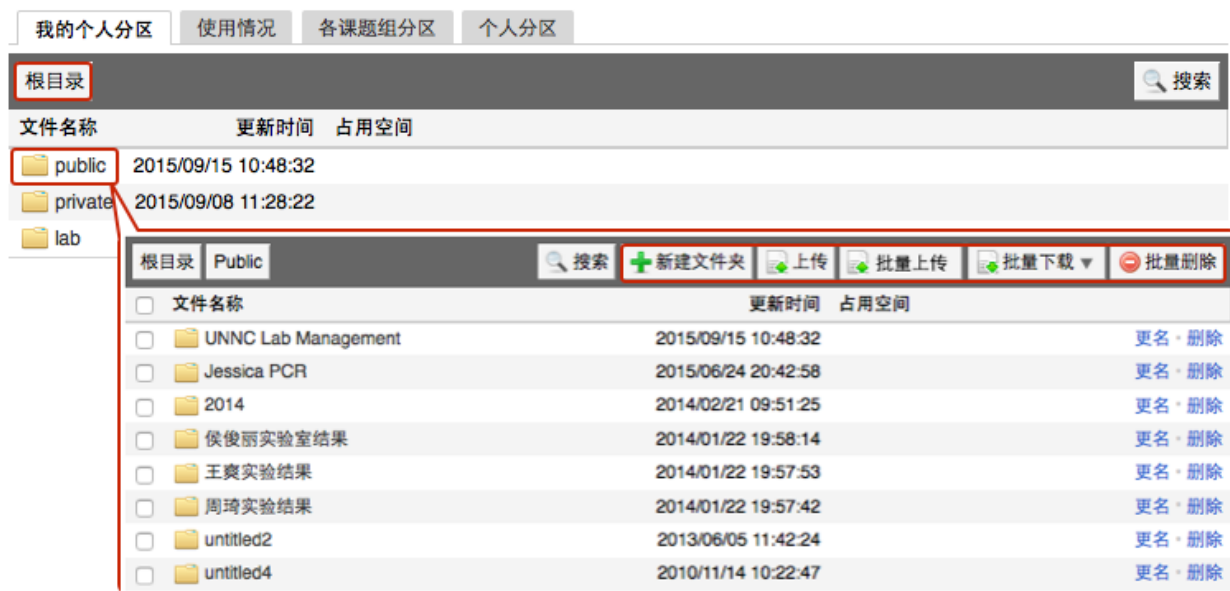 我的个人分区 使用情况 各课题组分区 个人分区
根目录 搜索
文件名称 更新时间 占用空间
public 2015/09/15 10:48:32
private 2015/09/08 11:28:22
lab
根目录 Public 搜索 新建文件夹 上传 批量上传 批量下载 批量删除
文件名称 更新时间 占用空间
UNNC Lab Management 2015/09/15 10:48:32 更名 · 删除
Jessica PCR 2015/06/24 20:42:58 更名 · 删除
2014 2014/02/21 09:51:25 更名 · 删除
侯俊丽实验室结果 2014/01/22 19:58:14 更名 · 删除
王爽实验结果 2014/01/22 19:57:53 更名 · 删除
周琦实验结果 2014/01/22 19:57:42 更名 · 删除
untitled2 2013/06/05 11:42:24 更名 · 删除
untitled4 2010/11/14 10:22:47 更名 · 删除